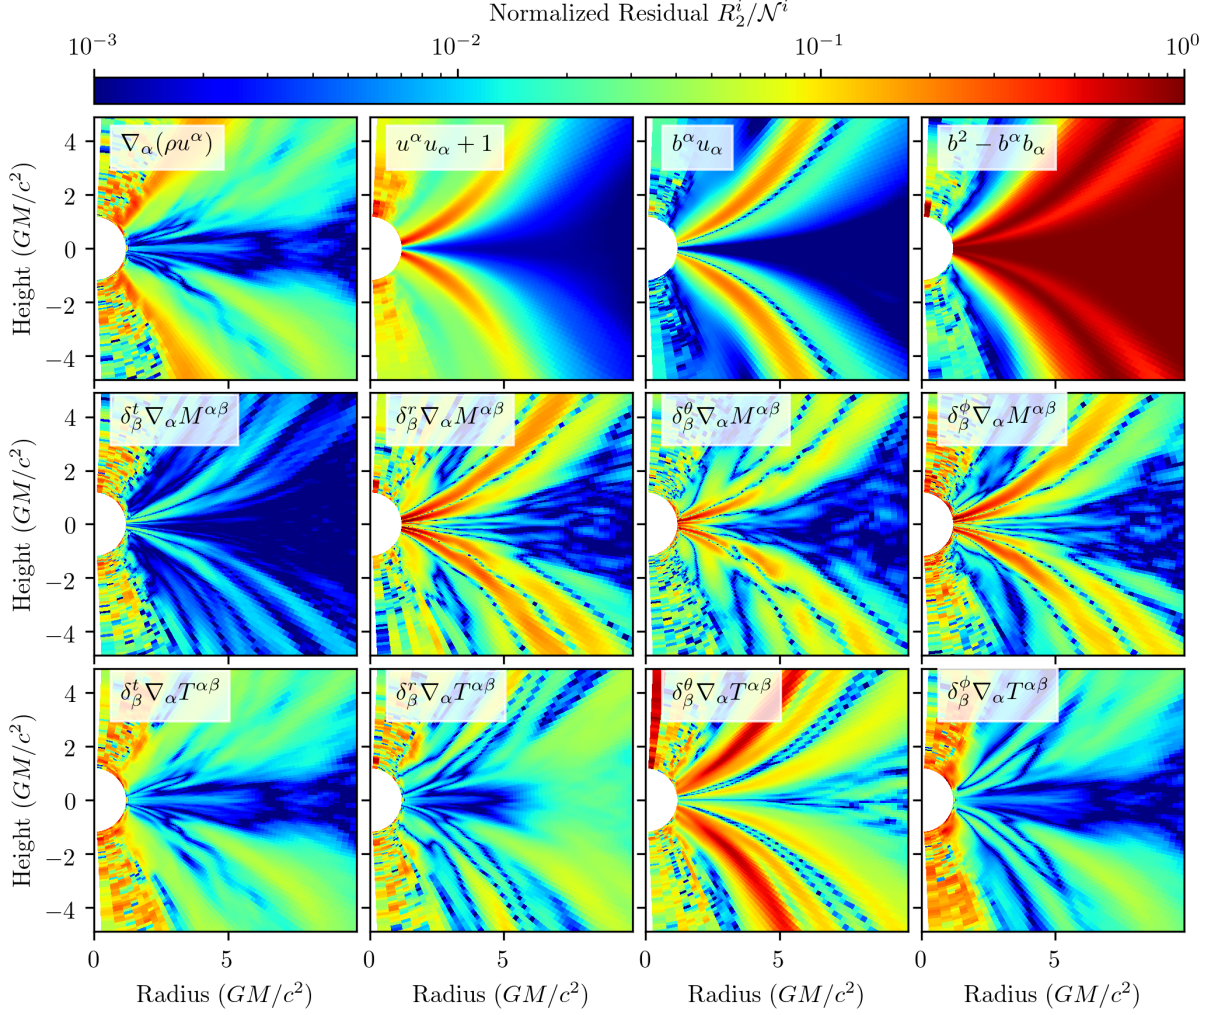 Normalized Residual $R_2^i/\mathcal{N}^i$
$10^{-3}$ $10^{-2}$ $10^{-1}$ $10^{0}$
$\nabla_\alpha(\rho u^\alpha)$ $u^\alpha u_\alpha + 1$ $b^\alpha u_\alpha$ $b^2 - b^\alpha b_\alpha$
Height ($GM/c^2$)
4
2
0
−2
−4
$\delta^t_\beta \nabla_\alpha M^{\alpha\beta}$ $\delta^r_\beta \nabla_\alpha M^{\alpha\beta}$ $\delta^\theta_\beta \nabla_\alpha M^{\alpha\beta}$ $\delta^\phi_\beta \nabla_\alpha M^{\alpha\beta}$
Height ($GM/c^2$)
4
2
0
−2
−4
$\delta^t_\beta \nabla_\alpha T^{\alpha\beta}$ $\delta^r_\beta \nabla_\alpha T^{\alpha\beta}$ $\delta^\theta_\beta \nabla_\alpha T^{\alpha\beta}$ $\delta^\phi_\beta \nabla_\alpha T^{\alpha\beta}$
Height ($GM/c^2$)
4
2
0
−2
−4
0 5 0 5 0 5 0 5
Radius ($GM/c^2$) Radius ($GM/c^2$) Radius ($GM/c^2$) Radius ($GM/c^2$)